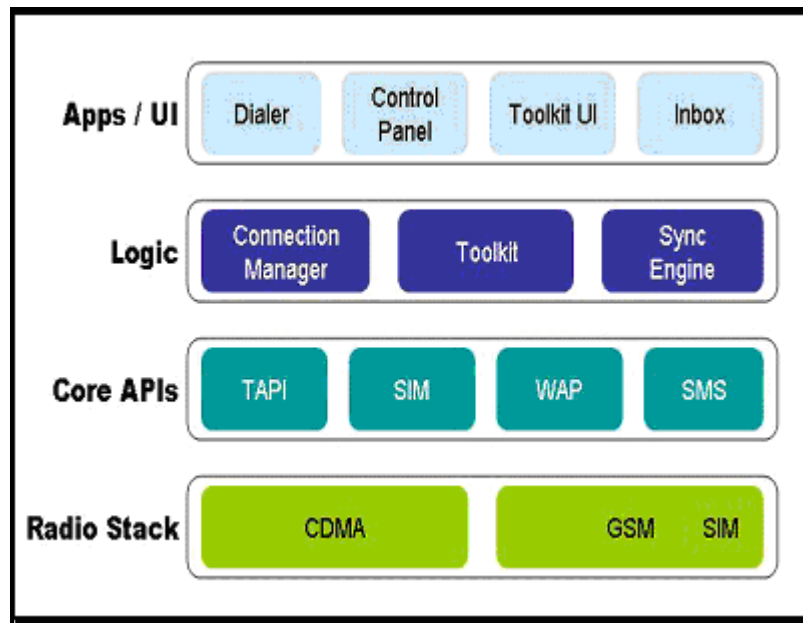 Apps / UI
Dialer
Control
Panel
Toolkit UI
Inbox
Logic
Connection
Manager
Toolkit
Sync
Engine
Core APIs
TAPI
SIM
WAP
SMS
Radio Stack
CDMA
GSM
SIM